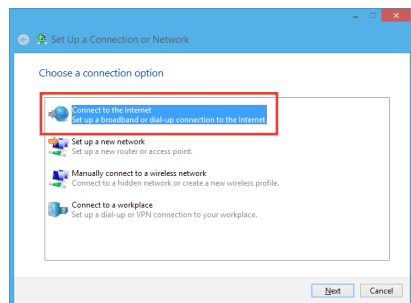 Set Up a Connection or Network
Choose a connection option
Connect to the Internet
Set up a broadband or dial-up connection to the Internet.
Set up a new network
Set up a new router or access point.
Manually connect to a wireless network
Connect to a hidden network or create a new wireless profile.
Connect to a workplace
Set up a dial-up or VPN connection to your workplace.
Next Cancel